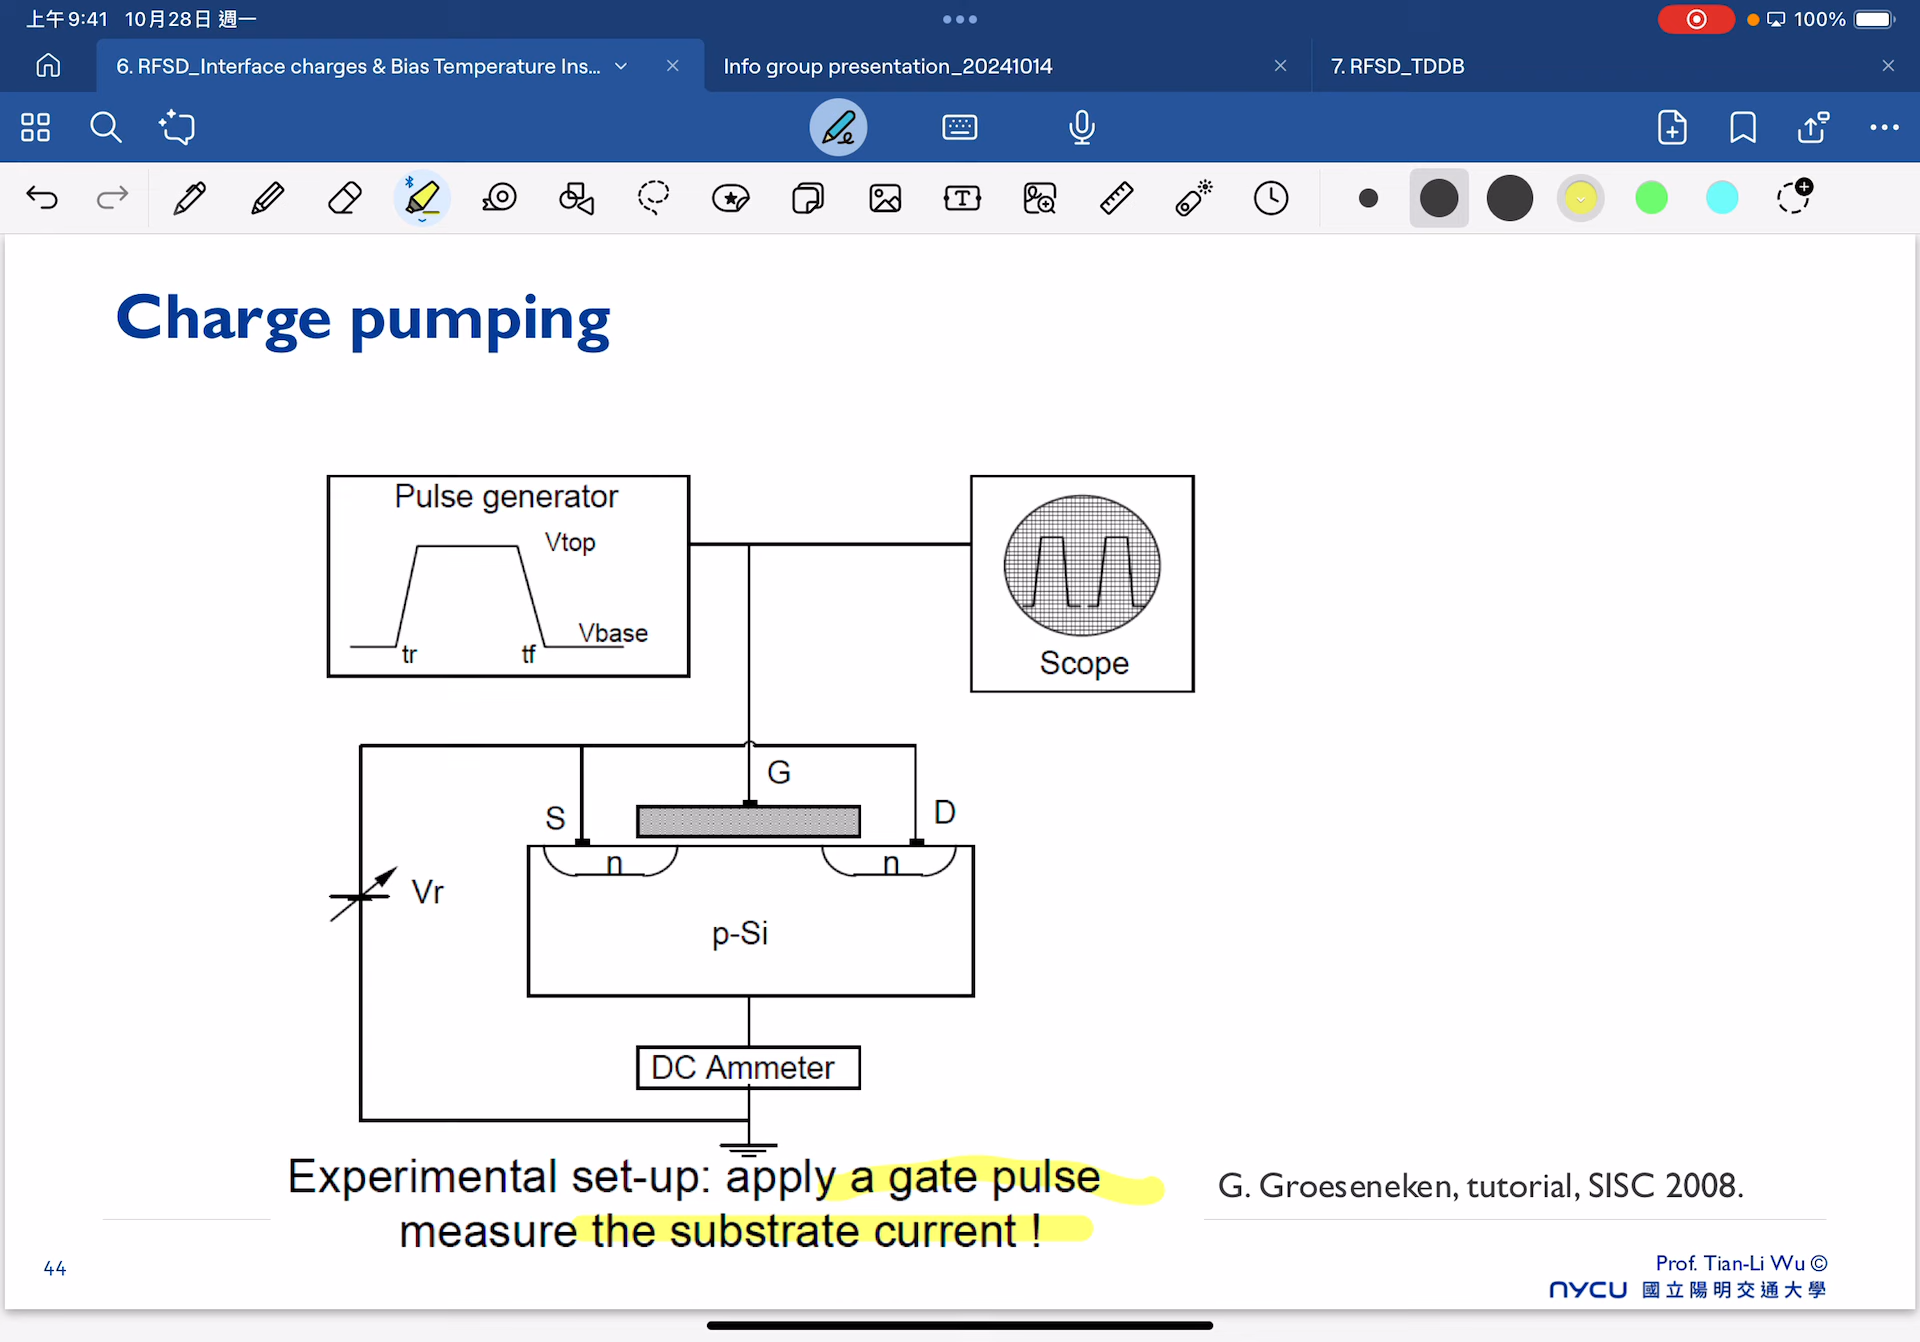 上午9:41 10月28日 週一
100%
6. RFSD_Interface charges & Bias Temperature Ins...
Info group presentation_20241014
7. RFSD_TDDB
Charge pumping
Pulse generator
Vtop
Vbase
tr
tf
Scope
G
S
D
n
n
Vr
p-Si
DC Ammeter
Experimental set-up: apply a gate pulse
measure the substrate current !
G. Groeseneken, tutorial, SISC 2008.
44
Prof. Tian-Li Wu ©
NYCU 國立陽明交通大學